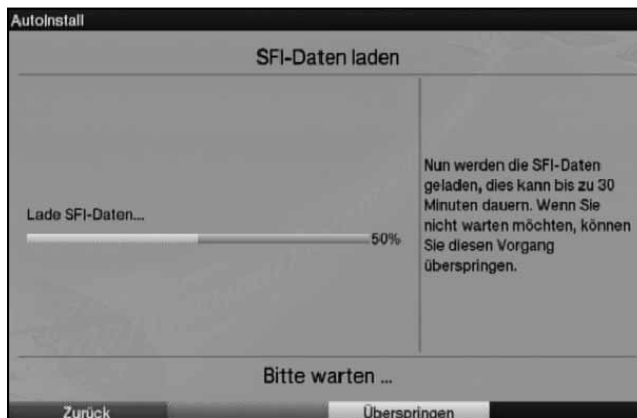 AutoInstall
SFI-Daten laden
Lade SFI-Daten...
50%
Nun werden die SFI-Daten
geladen, dies kann bis zu 30
Minuten dauern. Wenn Sie
nicht warten möchten, können
Sie diesen Vorgang
überspringen.
Bitte warten ...
Zurück
Überspringen